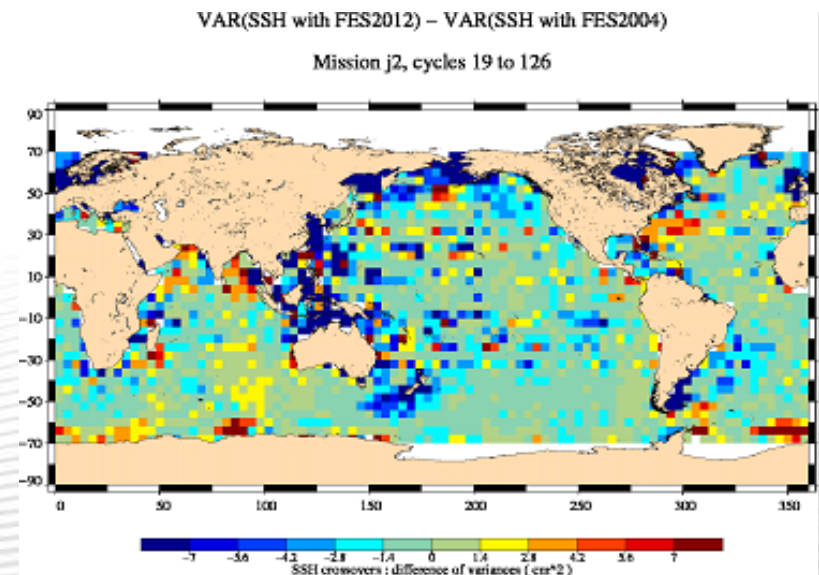 VAR(SSH with FES2012) – VAR(SSH with FES2004)
Mission j2, cycles 19 to 126
90
70
50
30
10
−10
−30
−50
−70
−90
0 50 100 150 200 250 300 350
−7 −5.6 −4.2 −2.8 −1.4 0 1.4 2.8 4.2 5.6 7
SSH crossovers : difference of variances ( cm^2 )